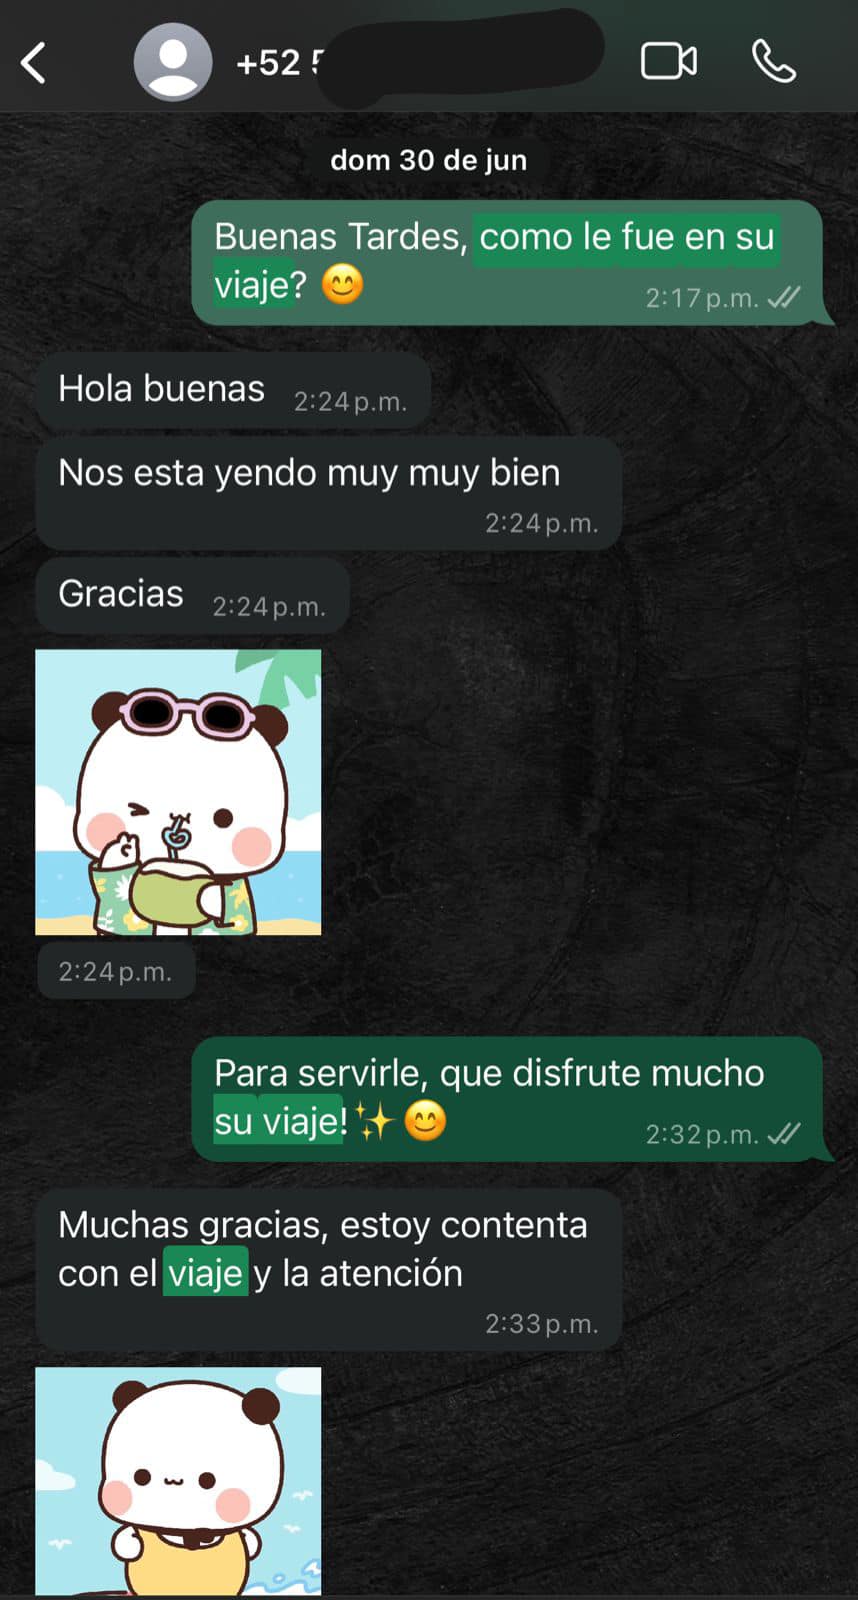 +52 5
dom 30 de jun
Buenas Tardes, como le fue en su
viaje? 😊
2:17 p.m.
Hola buenas
2:24 p.m.
Nos esta yendo muy muy bien
2:24 p.m.
Gracias
2:24 p.m.
2:24 p.m.
Para servirle, que disfrute mucho
su viaje!✨😊
2:32 p.m.
Muchas gracias, estoy contenta
con el viaje y la atención
2:33 p.m.